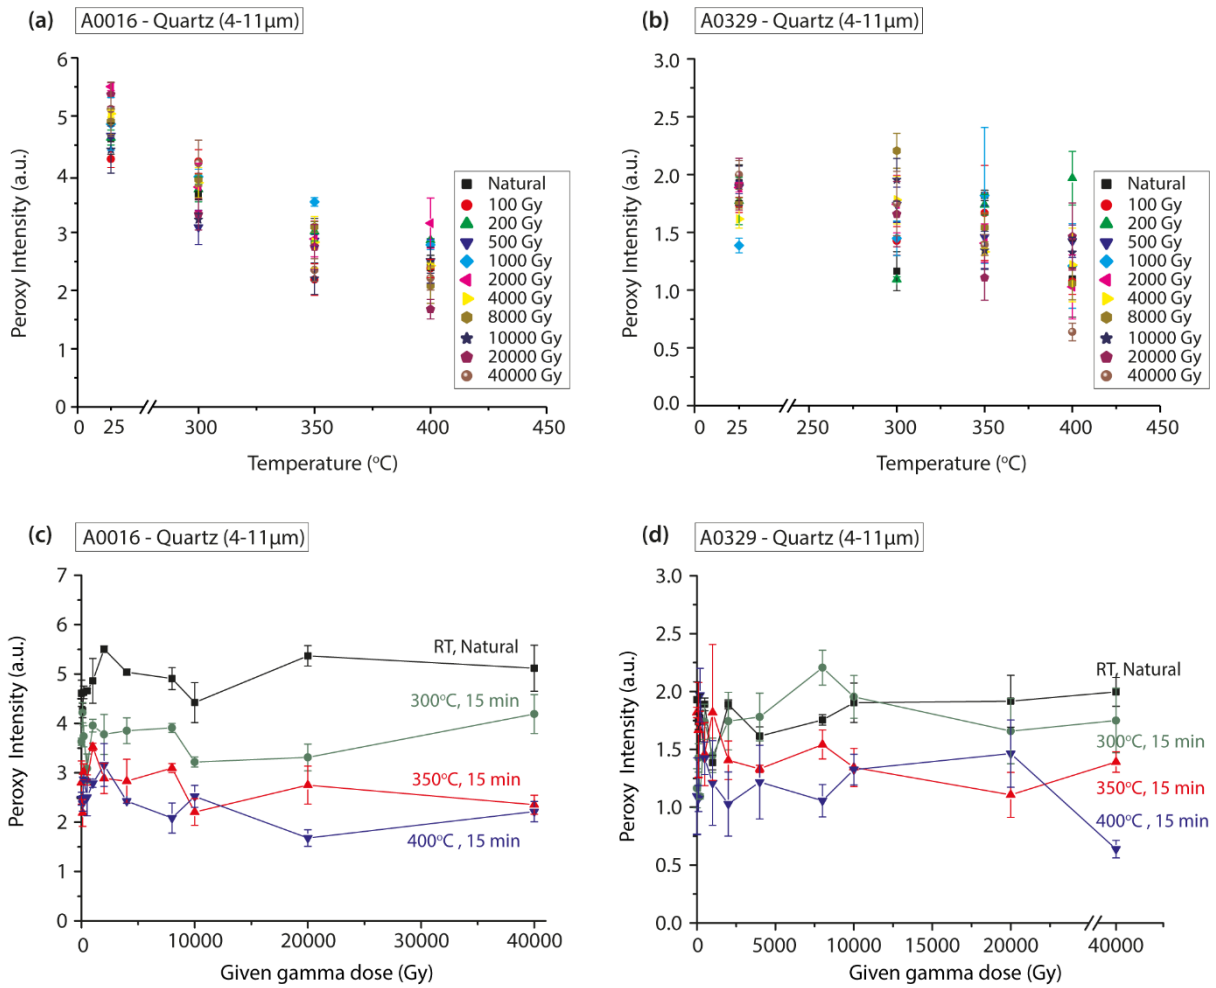 (a) A0016 - Quartz (4-11µm)
Peroxy Intensity (a.u.)
6
5
4
3
2
1
0
0 25 300 350 400 450
Temperature (°C)
Natural
100 Gy
200 Gy
500 Gy
1000 Gy
2000 Gy
4000 Gy
8000 Gy
10000 Gy
20000 Gy
40000 Gy
(b) A0329 - Quartz (4-11µm)
Peroxy Intensity (a.u.)
3.0
2.5
2.0
1.5
1.0
0.5
0.0
0 25 250 300 350 400 450
Temperature (°C)
Natural
100 Gy
200 Gy
500 Gy
1000 Gy
2000 Gy
4000 Gy
8000 Gy
10000 Gy
20000 Gy
40000 Gy
(c) A0016 - Quartz (4-11µm)
Peroxy Intensity (a.u.)
7
6
5
4
3
2
1
0
RT, Natural
300°C, 15 min
350°C, 15 min
400°C , 15 min
0 10000 20000 30000 40000
Given gamma dose (Gy)
(d) A0329 - Quartz (4-11µm)
Peroxy Intensity (a.u.)
3.0
2.5
2.0
1.5
1.0
0.5
0.0
RT, Natural
300°C, 15 min
350°C, 15 min
400°C , 15 min
0 5000 10000 15000 20000 40000
Given gamma dose (Gy)